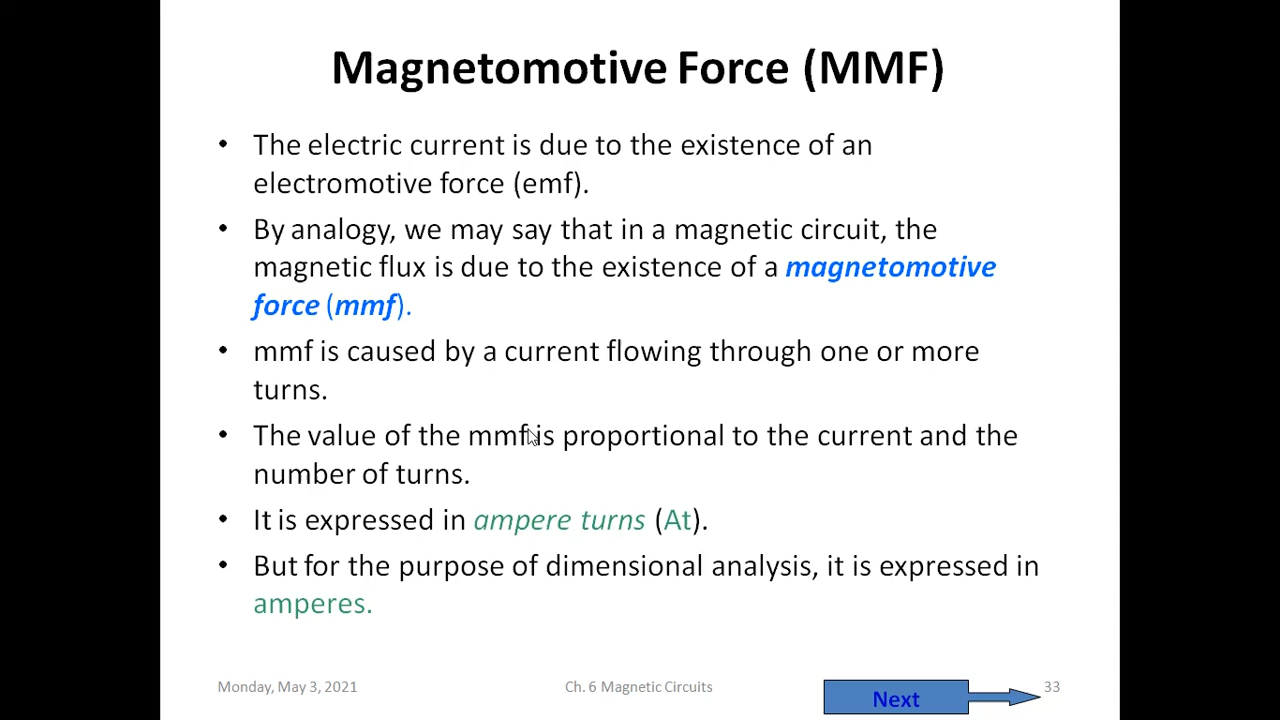 Magnetomotive Force (MMF)
• The electric current is due to the existence of an
electromotive force (emf).
• By analogy, we may say that in a magnetic circuit, the
magnetic flux is due to the existence of a magnetomotive
force (mmf).
• mmf is caused by a current flowing through one or more
turns.
• The value of the mmf is proportional to the current and the
number of turns.
• It is expressed in ampere turns (At).
• But for the purpose of dimensional analysis, it is expressed in
amperes.
Monday, May 3, 2021
Ch. 6 Magnetic Circuits
Next
33